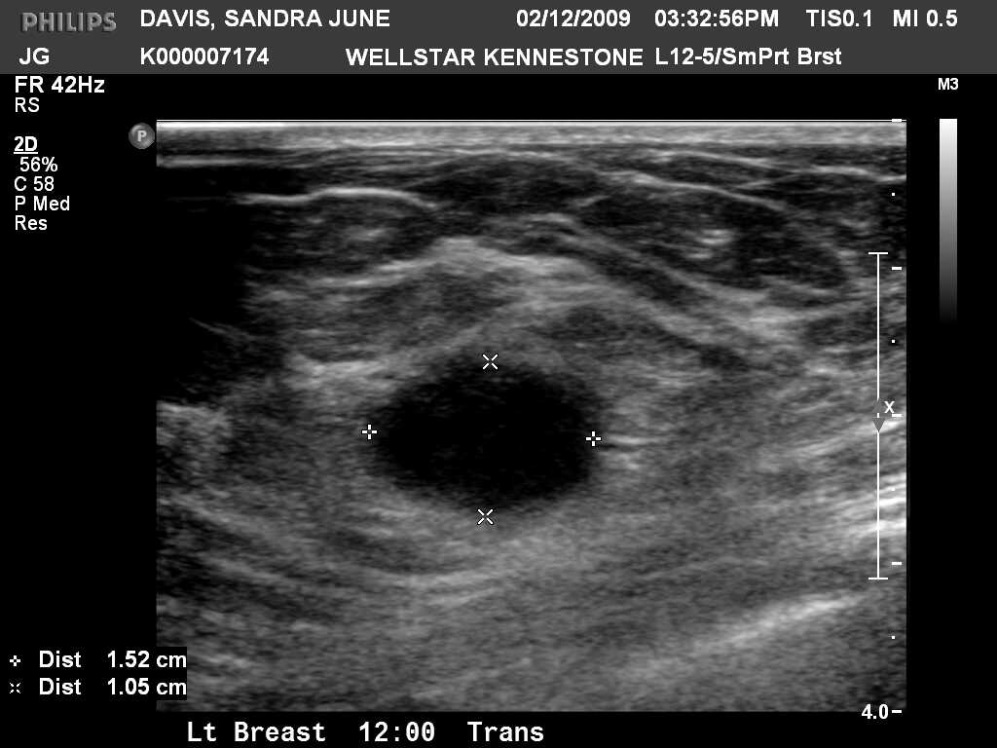 PHILIPS DAVIS, SANDRA JUNE 02/12/2009 03:32:56PM TIS0.1 MI 0.5
JG K000007174 WELLSTAR KENNESTONE L12-5/SmPrt Brst
FR 42Hz
RS
M3
P
2D
56%
C 58
P Med
Res
X
Dist 1.52 cm
Dist 1.05 cm
4.0
Lt Breast 12:00 Trans